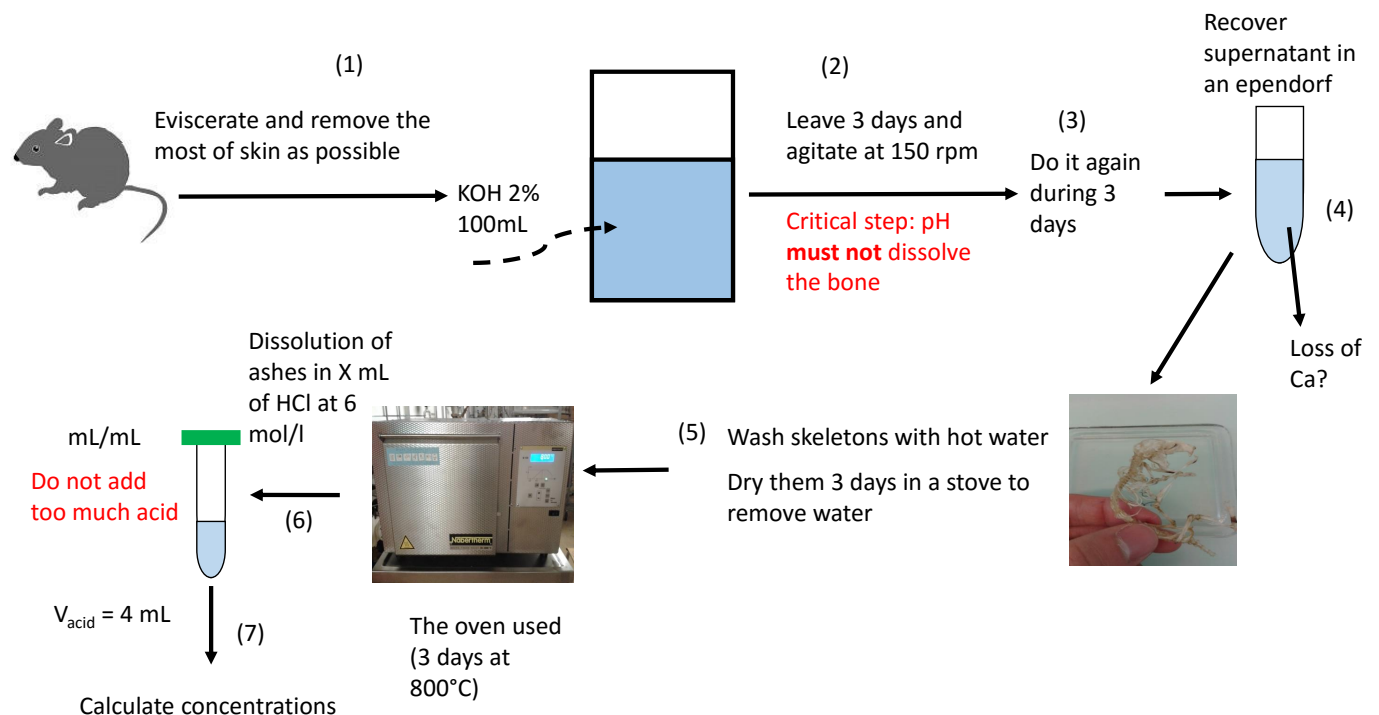 (1)
Eviscerate and remove the
most of skin as possible
KOH 2%
100mL
(2)
Leave 3 days and
agitate at 150 rpm
Critical step: pH
must not dissolve
the bone
(3)
Do it again
during 3
days
Recover
supernatant in
an ependorf
(4)
Loss of
Ca?
(5)
Wash skeletons with hot water
Dry them 3 days in a stove to
remove water
Nabertherm
The oven used
(3 days at
800°C)
Dissolution of
ashes in X mL
of HCl at 6
mol/l
(6)
mL/mL
Do not add
too much acid
Vacid = 4 mL
(7)
Calculate concentrations